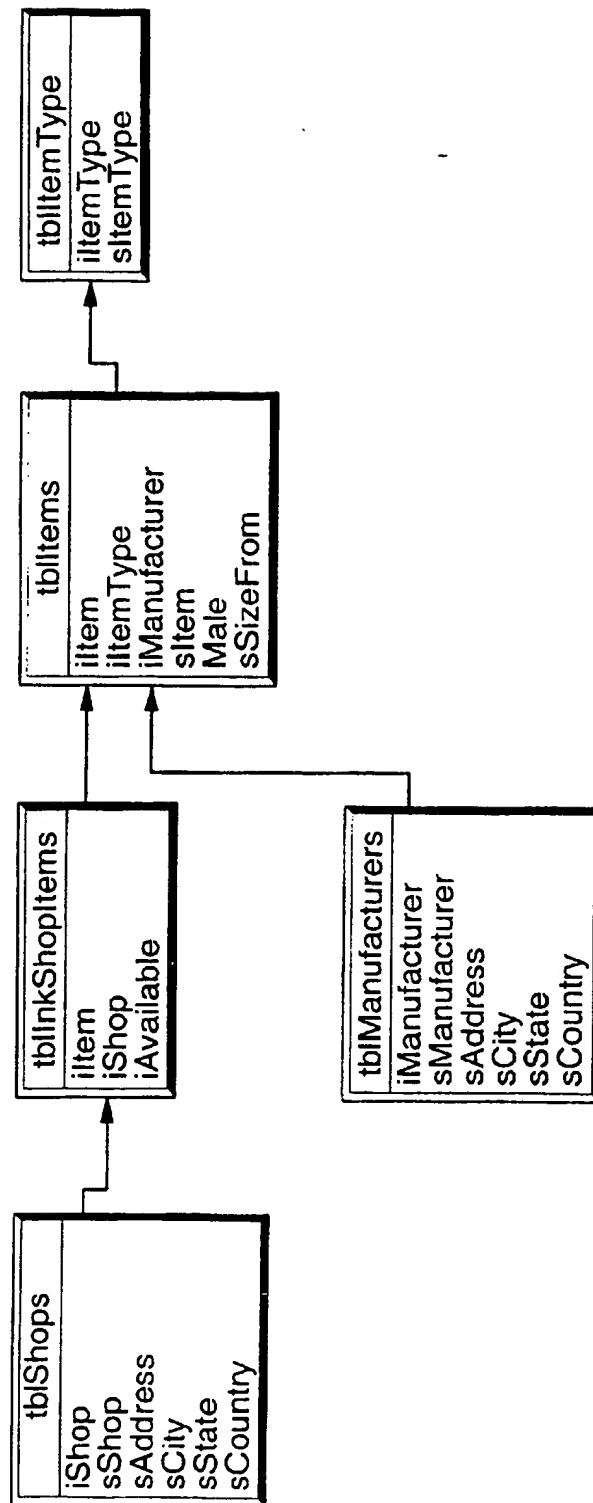 tblShops
iShop
sShop
sAddress
sCity
sState
sCountry
tblInkShopItems
iItem
iShop
iAvailable
tblManufacturers
iManufacturer
sManufacturer
sAddress
sCity
sState
sCountry
tblItems
iItem
iItemType
iManufacturer
sItem
Male
sSizeFrom
tblItemType
iItemType
sItemType